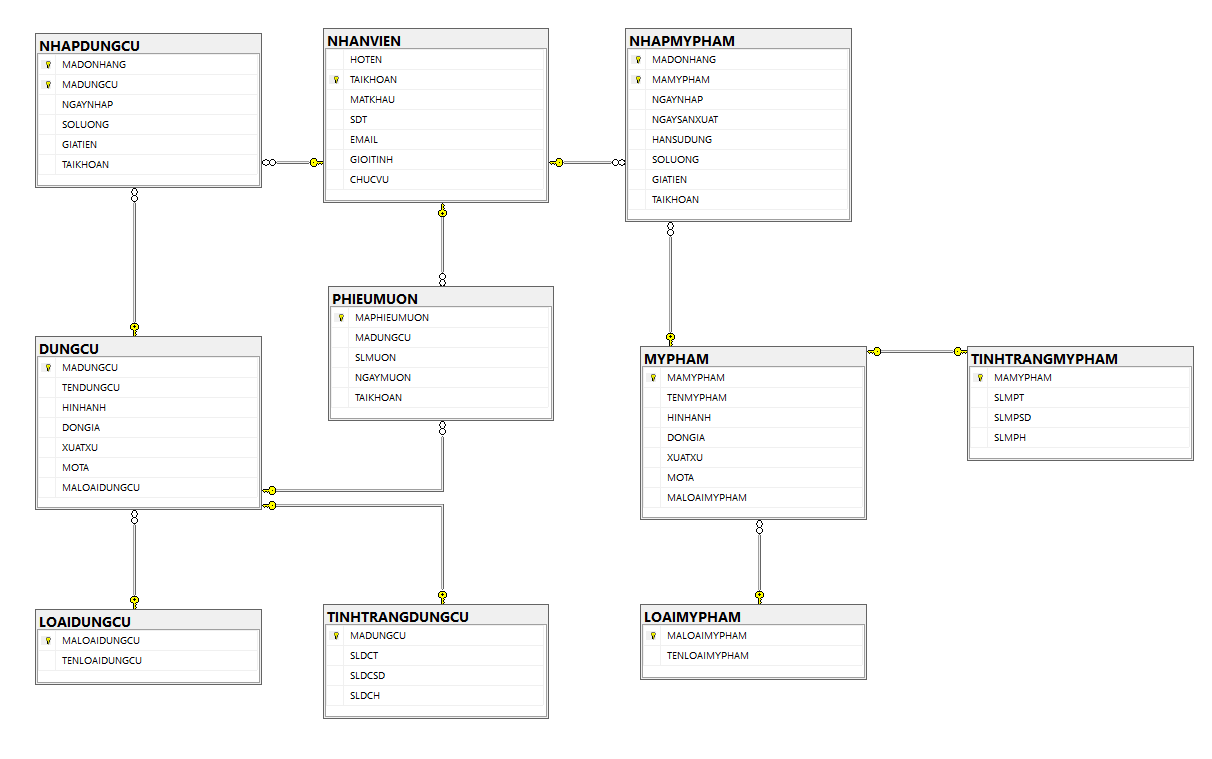 NHAPDUNGCU
MADONHANG
MADUNGCU
NGAYNHAP
SOLUONG
GIATIEN
TAIKHOAN
NHANVIEN
HOTEN
TAIKHOAN
MATKHAU
SDT
EMAIL
GIOITINH
CHUCVU
NHAPMYPHAM
MADONHANG
MAMYPHAM
NGAYNHAP
NGAYSANXUAT
HANSUDUNG
SOLUONG
GIATIEN
TAIKHOAN
PHIEUMUON
MAPHIEUMUON
MADUNGCU
SLMUON
NGAYMUON
TAIKHOAN
DUNGCU
MADUNGCU
TENDUNGCU
HINHANH
DONGIA
XUATXU
MOTA
MALOAIDUNGCU
MYPHAM
MAMYPHAM
TENMYPHAM
HINHANH
DONGIA
XUATXU
MOTA
MALOAIMYPHAM
TINHTRANGMYPHAM
MAMYPHAM
SLMPT
SLMPSD
SLMPH
LOAIDUNGCU
MALOAIDUNGCU
TENLOAIDUNGCU
TINHTRANGDUNGCU
MADUNGCU
SLDCT
SLDCSD
SLDCH
LOAIMYPHAM
MALOAIMYPHAM
TENLOAIMYPHAM